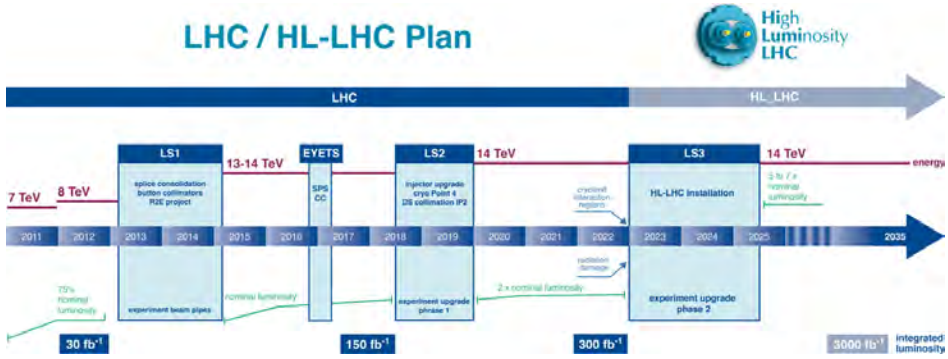 LHC / HL-LHC Plan
High
Luminosity
LHC
LHC
HL_LHC
LS1
EYETS
LS2
LS3
7 TeV
8 TeV
13-14 TeV
14 TeV
14 TeV
energy
splice consolidation
button collimators
R2E project
SPS
CC
injector upgrade
cryo Point 4
DS collimation IP2
cryolimit
interaction
regions
HL-LHC installation
5 to 7 x
nominal
luminosity
2011
2012
2013
2014
2015
2016
2017
2018
2019
2020
2021
2022
2023
2024
2025
2035
75%
nominal
luminosity
experiment beam pipes
nominal luminosity
experiment upgrade
phrase 1
2 x nominal luminosity
radiation
damage
experiment upgrade
phase 2
30 fb⁻¹
150 fb⁻¹
300 fb⁻¹
3000 fb⁻¹
integrated
luminosity